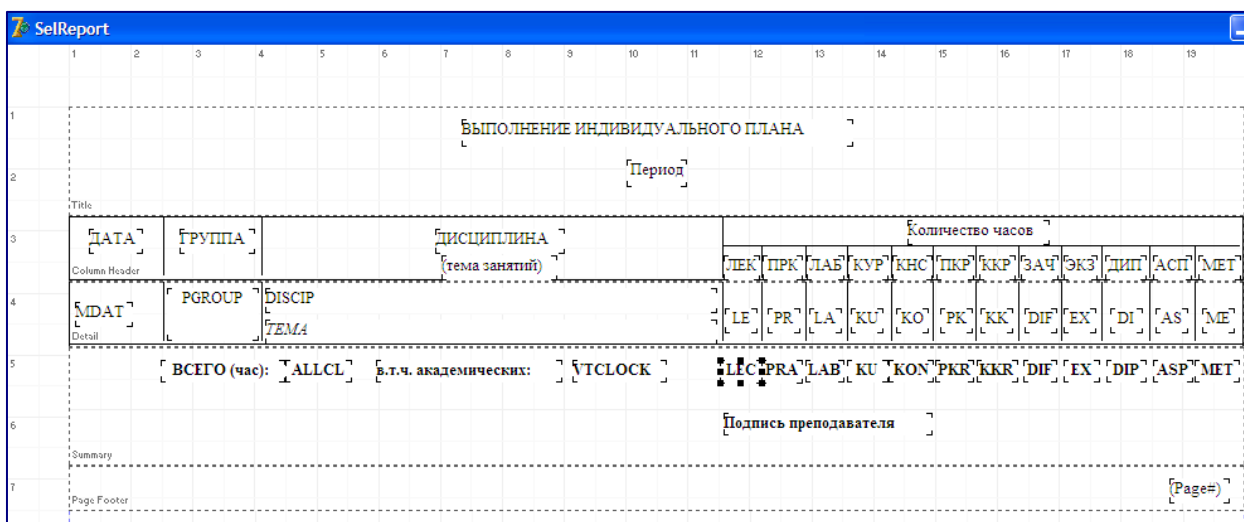 SelReport
1 2 3 4 5 6 7 8 9 10 11 12 13 14 15 16 17 18 19
1
ВЫПОЛНЕНИЕ ИНДИВИДУАЛЬНОГО ПЛАНА
2
Период
Title
3
ДАТА ГРУППА ДИСЦИПЛИНА Количество часов
(тема занятий) ЛЕК ПРК ЛАБ КУР КНС ПКР ККР ЗАЧ ЭКЗ ДИП АСП МЕТ
Column Header
4
MDAT PGROUP DISCIP LE PR LA KU KO PK KK DIF EX DI AS ME
ТЕМА
Detail
5
ВСЕГО (час): ALLCL в.т.ч. академических: VTCLOCK LEC PRA LAB KU KON PKR KKR DIF EX DIP ASP MET
6
Подпись преподавателя
Summary
7
(Page#)
Page Footer